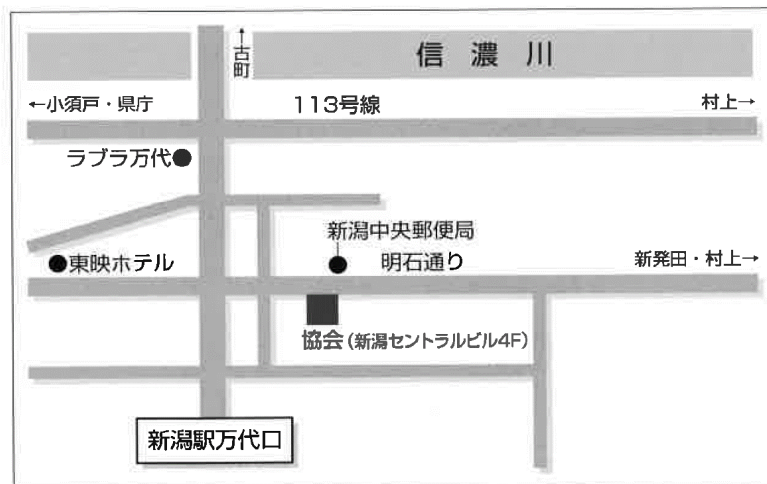 ↑古町
信濃川
←小須戸・県庁
113号線
村上→
ラブラ万代
新潟中央郵便局
東映ホテル
明石通り
新発田・村上→
協会(新潟セントラルビル4F)
新潟駅万代口